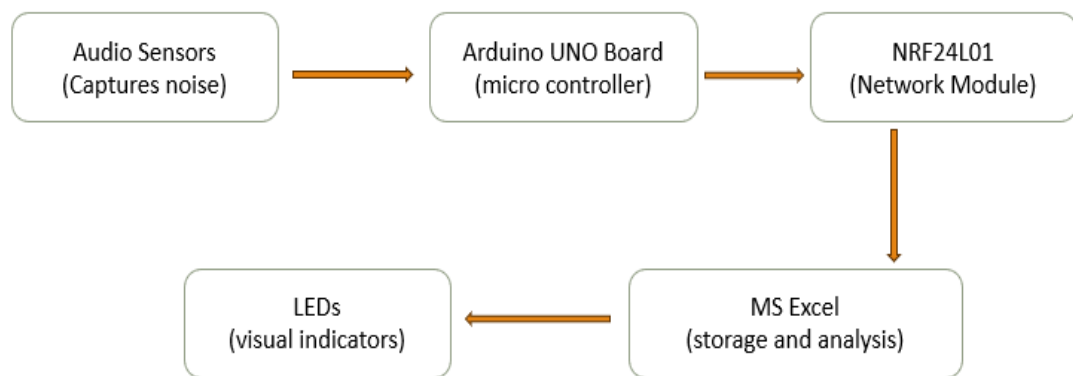 Audio Sensors
(Captures noise)
Arduino UNO Board
(micro controller)
NRF24L01
(Network Module)
LEDs
(visual indicators)
MS Excel
(storage and analysis)